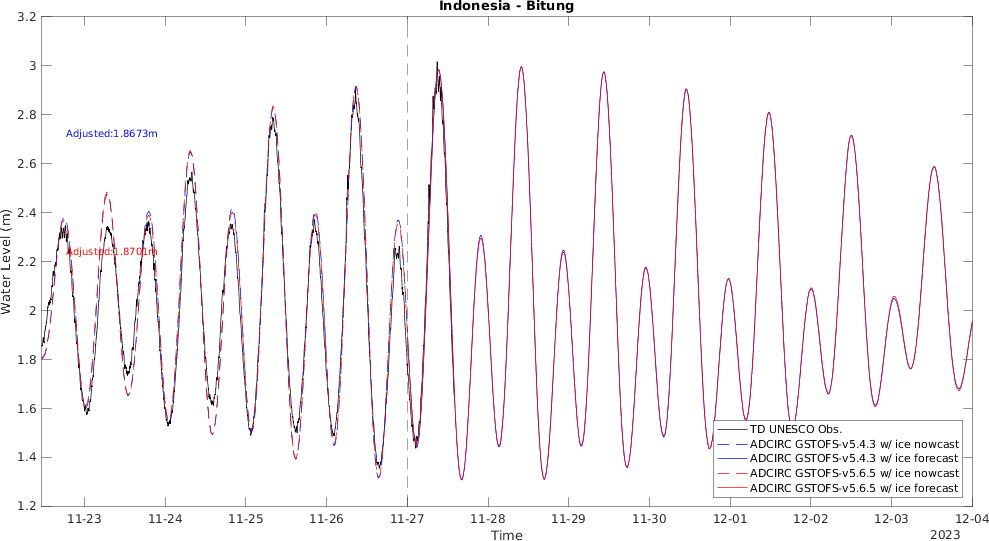 Indonesia - Bitung
3.2
3
2.8
2.6
2.4
2.2
2
1.8
1.6
1.4
1.2
Water Level (m)
Adjusted:1.8673m
Adjusted:1.8701m
TD UNESCO Obs.
ADCIRC GSTOFS-v5.4.3 w/ ice nowcast
ADCIRC GSTOFS-v5.4.3 w/ ice forecast
ADCIRC GSTOFS-v5.6.5 w/ ice nowcast
ADCIRC GSTOFS-v5.6.5 w/ ice forecast
11-23 11-24 11-25 11-26 11-27 11-28 11-29 11-30 12-01 12-02 12-03 12-04
Time
2023